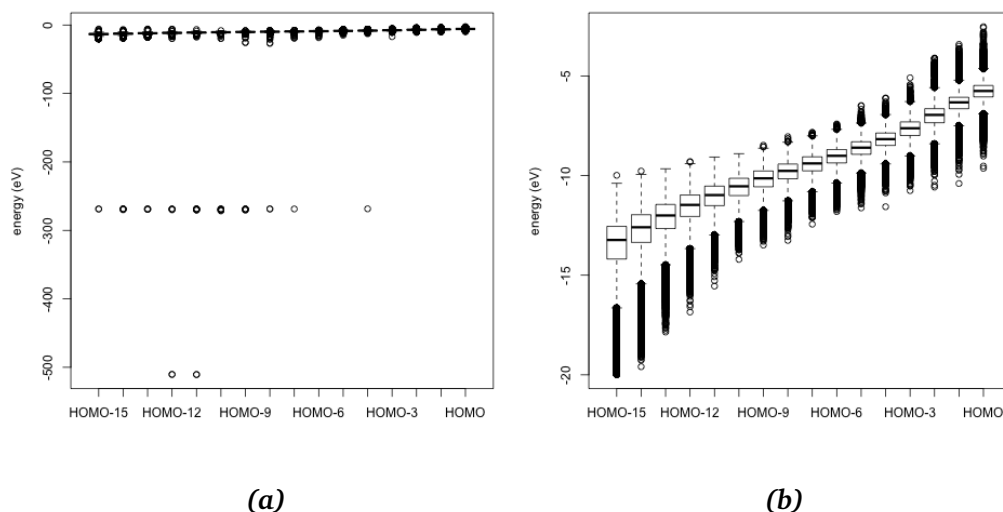 energy (eV)
0
-100
-200
-300
-400
-500
HOMO-15
HOMO-12
HOMO-9
HOMO-6
HOMO-3
HOMO
(a)
energy (eV)
-5
-10
-15
-20
HOMO-15
HOMO-12
HOMO-9
HOMO-6
HOMO-3
HOMO
(b)